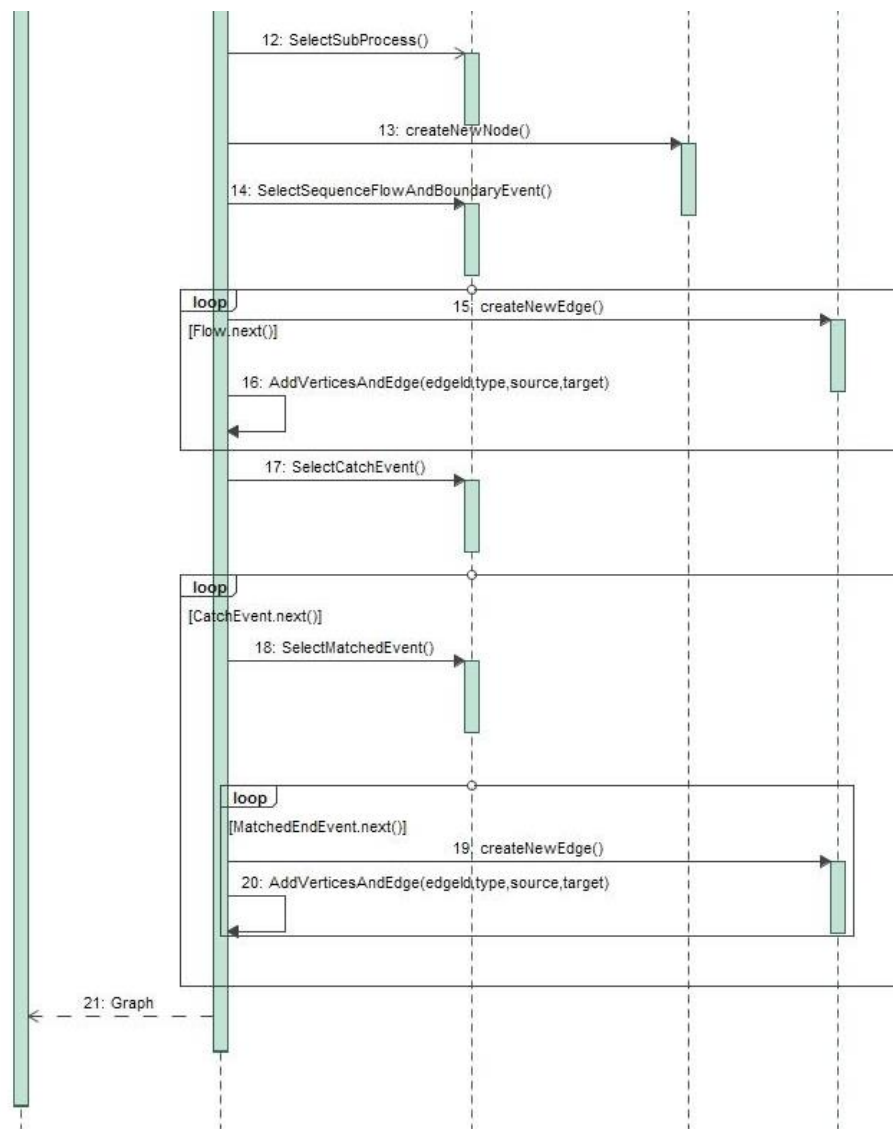 12: SelectSubProcess()
13: createNewNode()
14: SelectSequenceFlowAndBoundaryEvent()
loop
15: createNewEdge()
[Flow.next()]
16: AddVerticesAndEdge(edgeId,type,source,target)
17: SelectCatchEvent()
loop
[CatchEvent.next()]
18: SelectMatchedEvent()
loop
[MatchedEndEvent.next()]
19: createNewEdge()
20: AddVerticesAndEdge(edgeId,type,source,target)
21: Graph